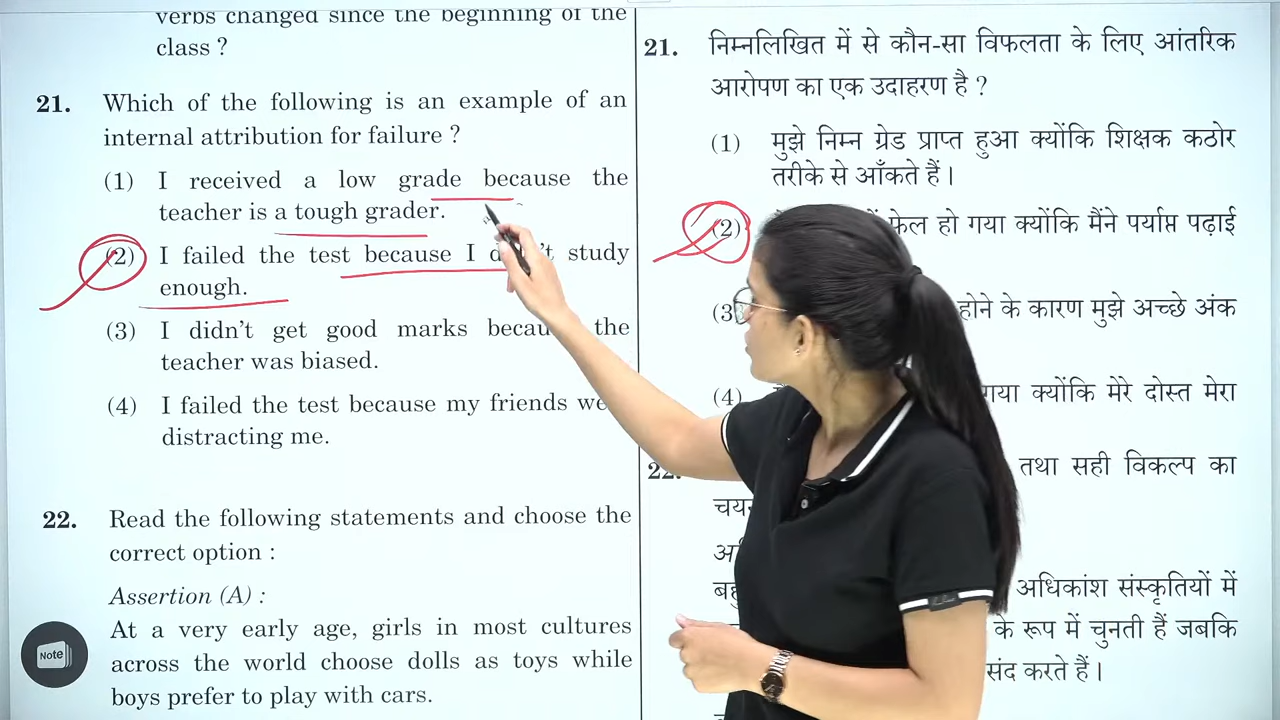 verbs changed since the beginning of the
class ?
21. Which of the following is an example of an
internal attribution for failure ?
(1) I received a low grade because the
teacher is a tough grader.
(2) I failed the test because I study
enough.
(3) I didn't get good marks the
teacher was biased.
(4) I failed the test because my friends
distracting me.
22. Read the following statements and choose the
correct option :
Assertion (A) :
At a very early age, girls in most cultures
across the world choose dolls as toys while
boys prefer to play with cars.
Note
21. निम्नलिखित में से कौन-सा विफलता के लिए आंतरिक
आरोपण का एक उदाहरण है ?
(1) मुझे निम्न ग्रेड प्राप्त हुआ क्योंकि शिक्षक कठोर
तरीके से आँकते हैं।
(2) फ़ेल हो गया क्योंकि मैंने पर्याप्त पढ़ाई
(3 होने के कारण मुझे अच्छे अंक
(4) गया क्योंकि मेरे दोस्त मेरा
22. तथा सही विकल्प का
अधिकांश संस्कृतियों में
के रूप में चुनती हैं जबकि
करते हैं।